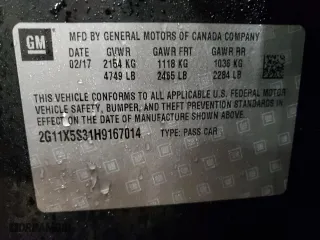 GM
MFD BY GENERAL MOTORS OF CANADA COMPANY
DATE GVWR GAWR FRT GAWR RR
02/17 2154 KG 1118 KG 1036 KG
4749 LB 2465 LB 2284 LB
THIS VEHICLE CONFORMS TO ALL APPLICABLE U.S. FEDERAL MOTOR
VEHICLE SAFETY, BUMPER, AND THEFT PREVENTION STANDARDS IN EFFECT
ON THE DATE OF MANUFACTURE SHOWN ABOVE.
2G11X5S31H9167014 TYPE: PASS CAR